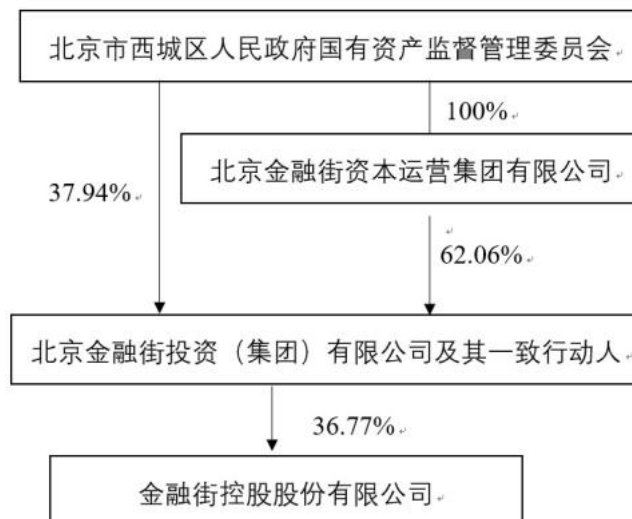 北京市西城区人民政府国有资产监督管理委员会
100%
北京金融街资本运营集团有限公司
37.94%
62.06%
北京金融街投资（集团）有限公司及其一致行动人
36.77%
金融街控股股份有限公司